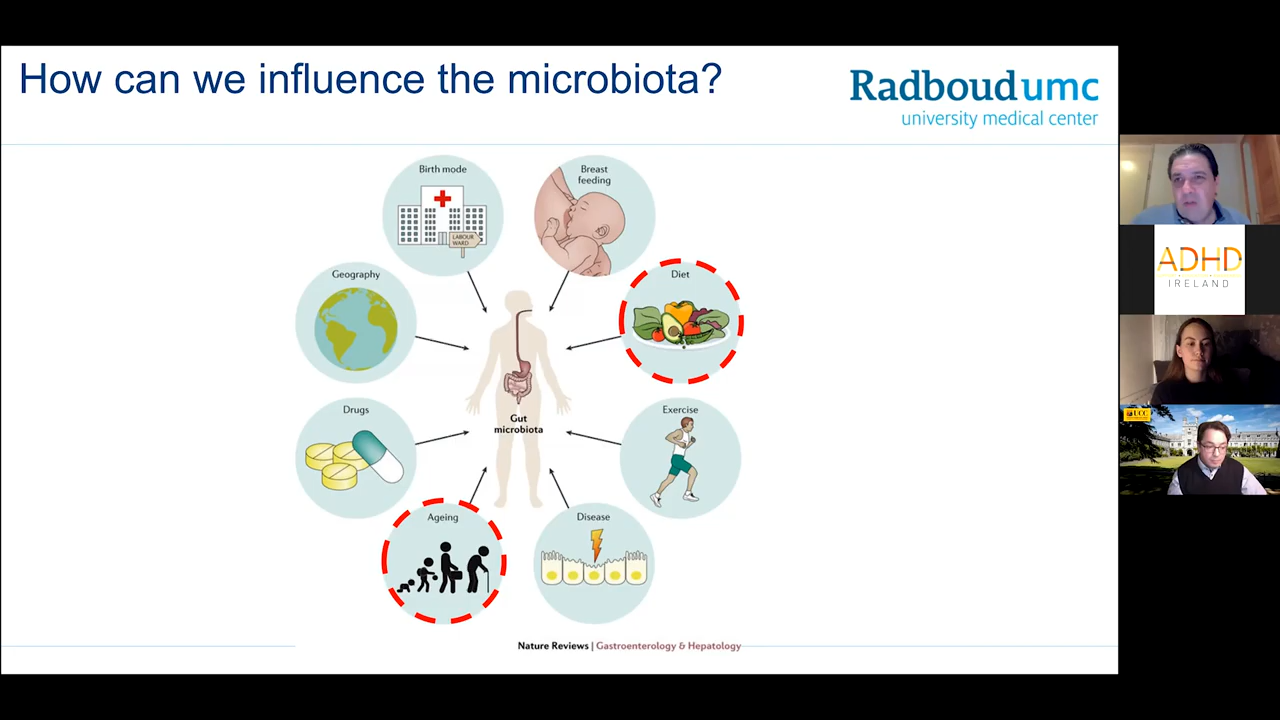 How can we influence the microbiota?
Radboudumc
university medical center
Birth mode
LABOUR
WARD
Breast
feeding
Geography
Diet
Drugs
Gut
microbiota
Exercise
Ageing
Disease
Nature Reviews | Gastroenterology & Hepatology
ADHD
IRELAND
UCC